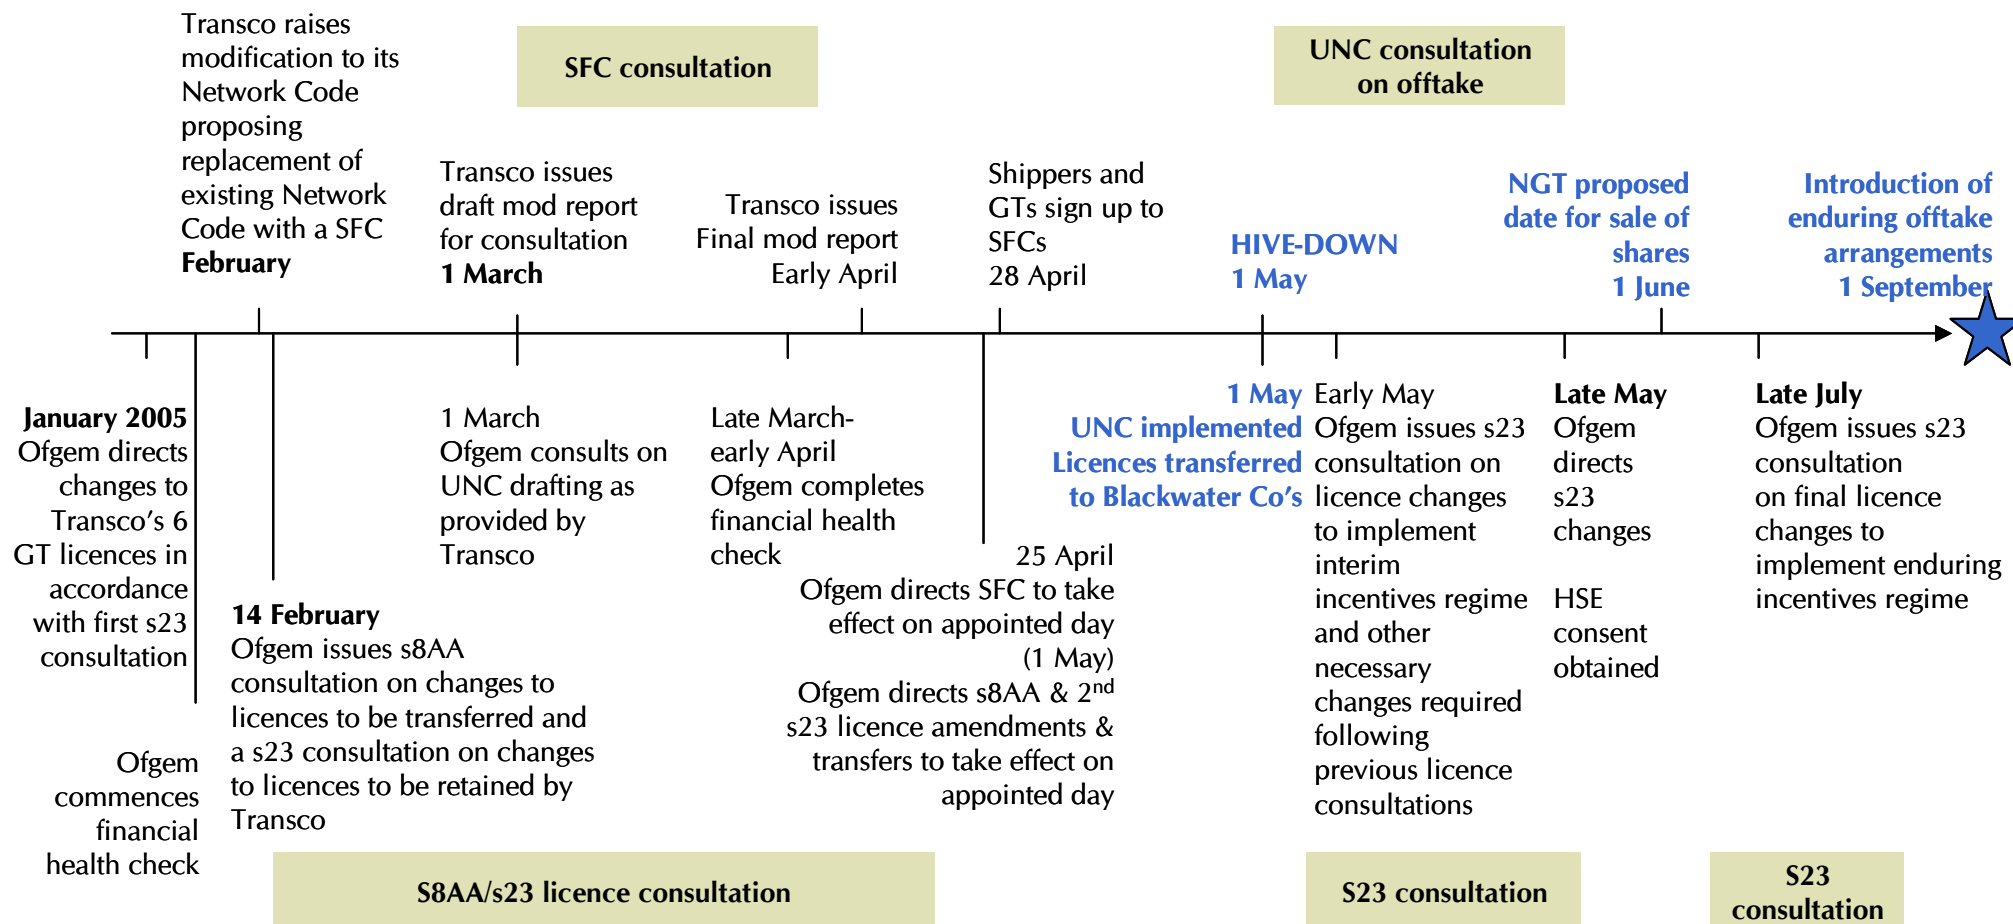 Transco raises
modification to its
Network Code
proposing
replacement of
existing Network
Code with a SFC
February
SFC consultation
UNC consultation
on offtake
Transco issues
draft mod report
for consultation
1 March
Transco issues
Final mod report
Early April
Shippers and
GTs sign up to
SFCs
28 April
HIVE-DOWN
1 May
NGT proposed
date for sale of
shares
1 June
Introduction of
enduring offtake
arrangements
1 September
January 2005
Ofgem directs
changes to
Transco’s 6
GT licences in
accordance
with first s23
consultation
Ofgem
commences
financial
health check
14 February
Ofgem issues s8AA
consultation on changes to
licences to be transferred and
a s23 consultation on changes
to licences to be retained by
Transco
1 March
Ofgem consults on
UNC drafting as
provided by
Transco
Late March-
early April
Ofgem completes
financial health
check
25 April
Ofgem directs SFC to take
effect on appointed day
(1 May)
Ofgem directs s8AA & 2nd
s23 licence amendments &
transfers to take effect on
appointed day
1 May
UNC implemented
Licences transferred
to Blackwater Co’s
Early May
Ofgem issues s23
consultation on
licence changes
to implement
interim
incentives regime
and other
necessary
changes required
following
previous licence
consultations
Late May
Ofgem
directs
s23
changes
HSE
consent
obtained
Late July
Ofgem issues s23
consultation
on final licence
changes to
implement enduring
incentives regime
S8AA/s23 licence consultation
S23 consultation
S23
consultation